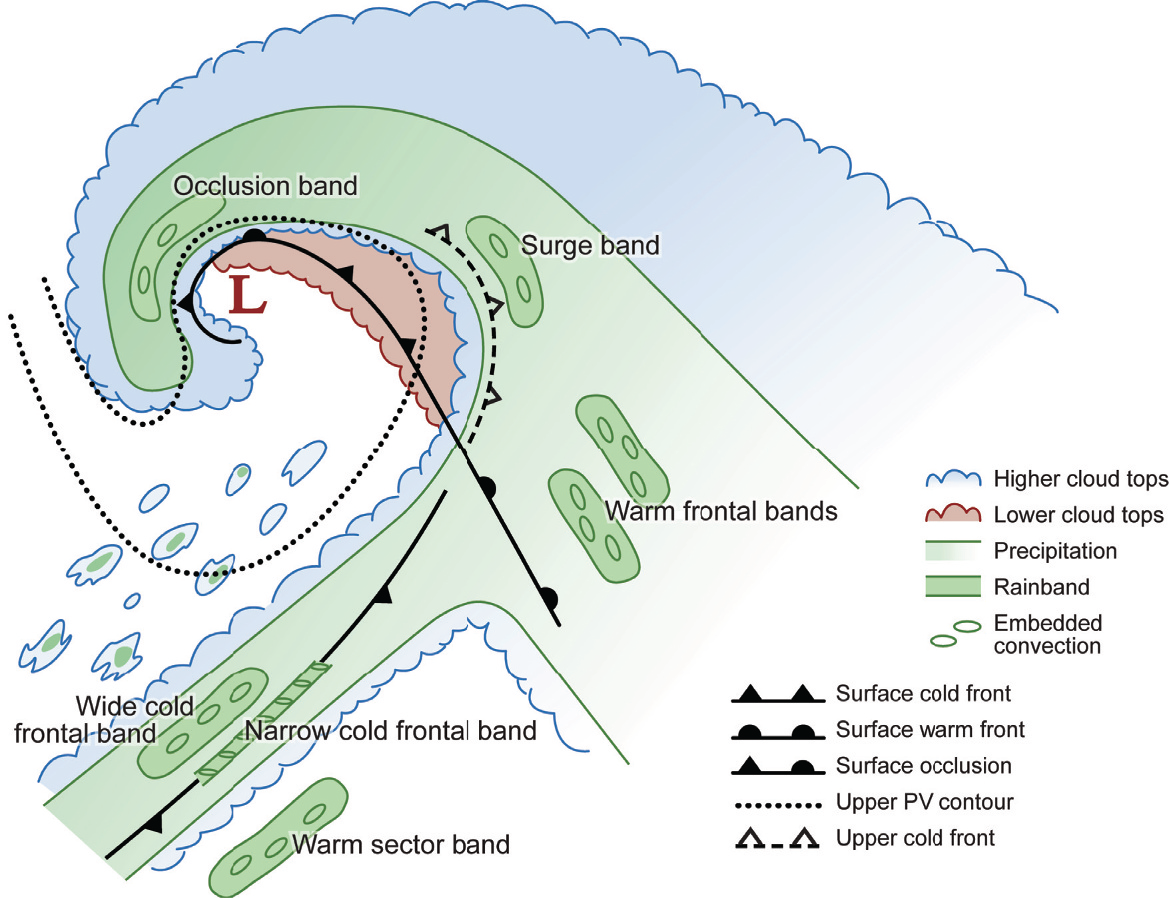 Occlusion band
Surge band
L
Warm frontal bands
Wide cold
frontal band
Narrow cold frontal band
Warm sector band
Higher cloud tops
Lower cloud tops
Precipitation
Rainband
Embedded
convection
Surface cold front
Surface warm front
Surface occlusion
Upper PV contour
Upper cold front